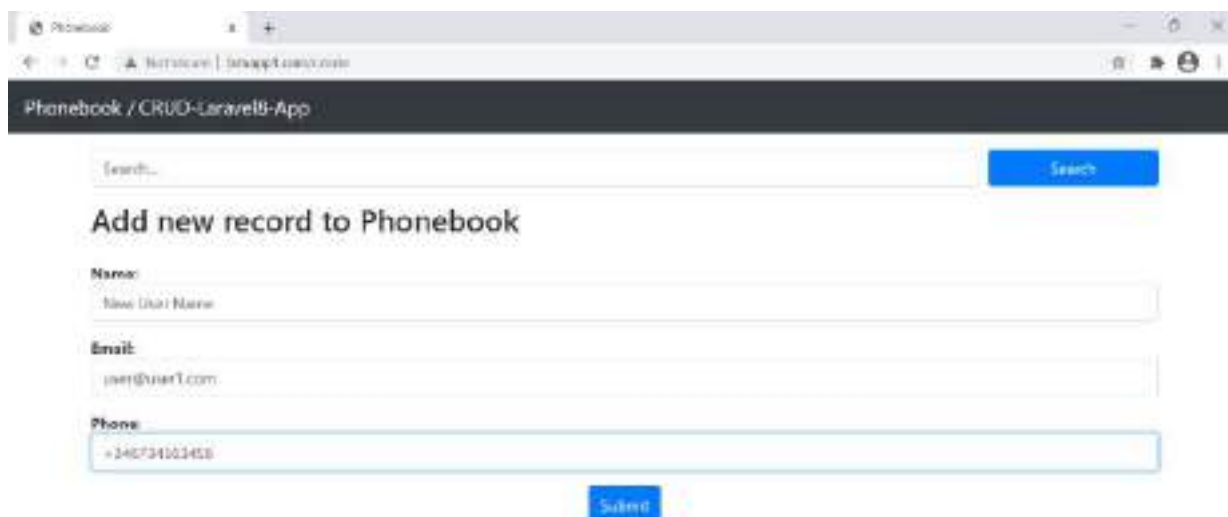 Phonebook
Phonebook / CRUD-Laravel8-App
Search...
Search
Add new record to Phonebook
Name:
New User Name
Email:
user@user1.com
Phone:
Submit